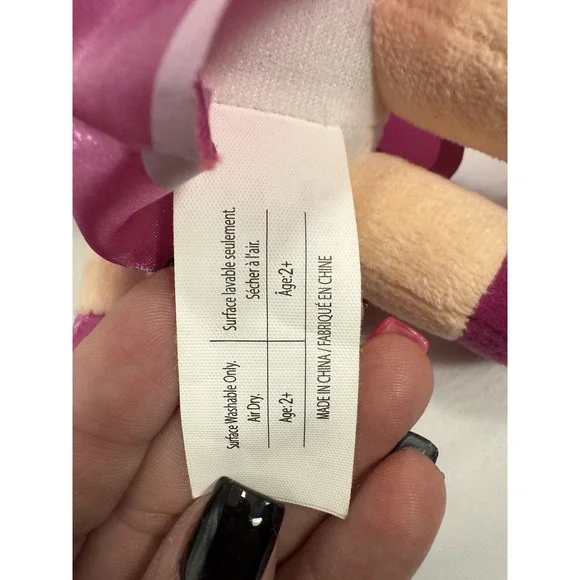 Surface Washable Only.
Air Dry.
Surface lavable seulement.
Sécher à l'air.
Age: 2+
Âge:2+
MADE IN CHINA / FABRIQUÉ EN CHINE